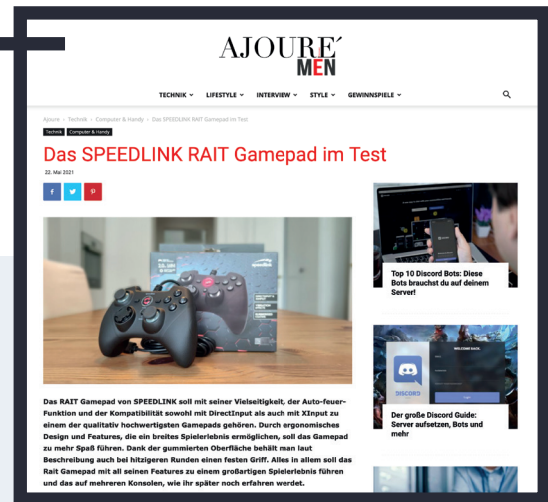 AJOURÉ
MEN
TECHNIK LIFESTYLE INTERVIEW STYLE GEWINNSPIELE
Ajoure › Technik › Computer & Handy › Das SPEEDLINK RAIT Gamepad im Test
Technik Computer & Handy
Das SPEEDLINK RAIT Gamepad im Test
22. Mai 2021
speedlink
Das RAIT Gamepad von SPEEDLINK soll mit seiner Vielseitigkeit, der Auto-feuer-
Funktion und der Kompatibilität sowohl mit DirectInput als auch mit XInput zu
einem der qualitativ hochwertigsten Gamepads gehören. Durch ergonomisches
Design und Features, die ein breites Spielerlebnis ermöglichen, soll das Gamepad
zu mehr Spaß führen. Dank der gummierten Oberfläche behält man laut
Beschreibung auch bei hitzigeren Runden einen festen Griff. Alles in allem soll das
Rait Gamepad mit all seinen Features zu einem großartigen Spielerlebnis führen
und das auf mehreren Konsolen, wie ihr später noch erfahren werdet.
Top 10 Discord Bots: Diese
Bots brauchst du auf deinem
Server!
WELCOME BACK.
DISCORD
Der große Discord Guide:
Server aufsetzen, Bots und
mehr